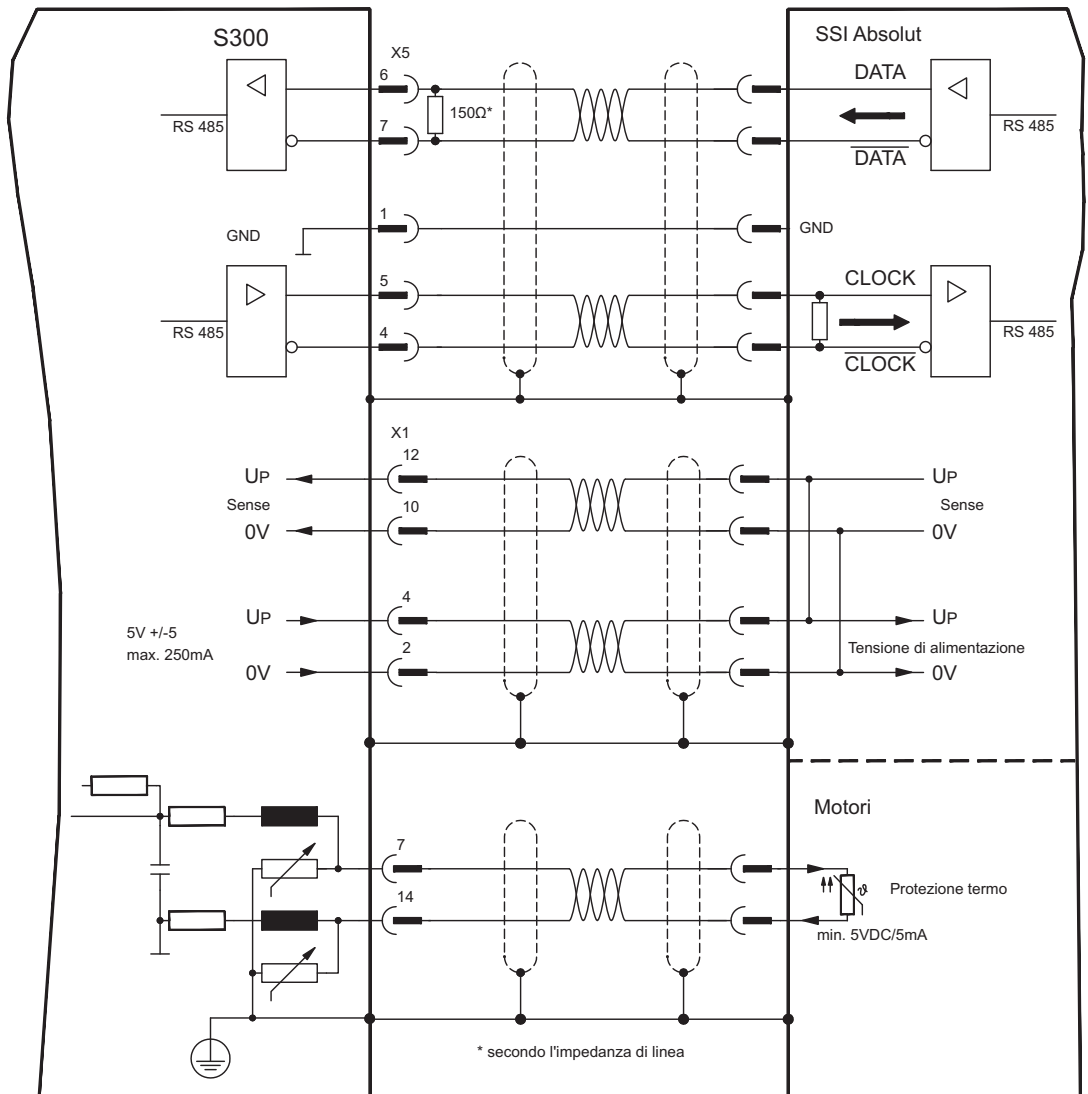 S300
SSI Absolut
X5
6
DATA
150Ω*
RS 485
7
RS 485
DATA
1
GND
GND
5
CLOCK
RS 485
4
RS 485
CLOCK
X1
12
UP
UP
Sense
10
Sense
0V
0V
4
UP
UP
5V +/-5
max. 250mA
2
Tensione di alimentazione
0V
0V
Motori
7
ϑ
Protezione termo
14
min. 5VDC/5mA
* secondo l'impedanza di linea